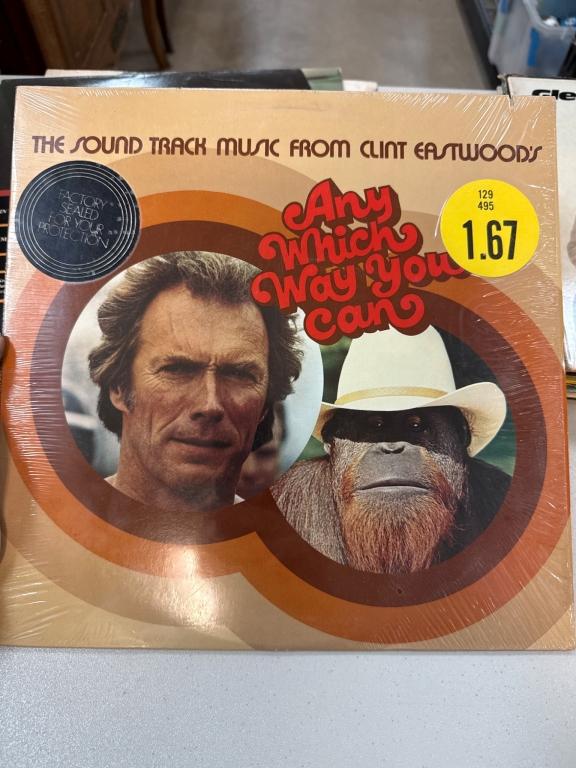 Gle
THE SOUND TRACK MUSIC FROM CLINT EASTWOOD'S
FACTORY
SEALED
FOR YOUR
PROTECTION
Any
Which
Way You
Can
129
495
1.67